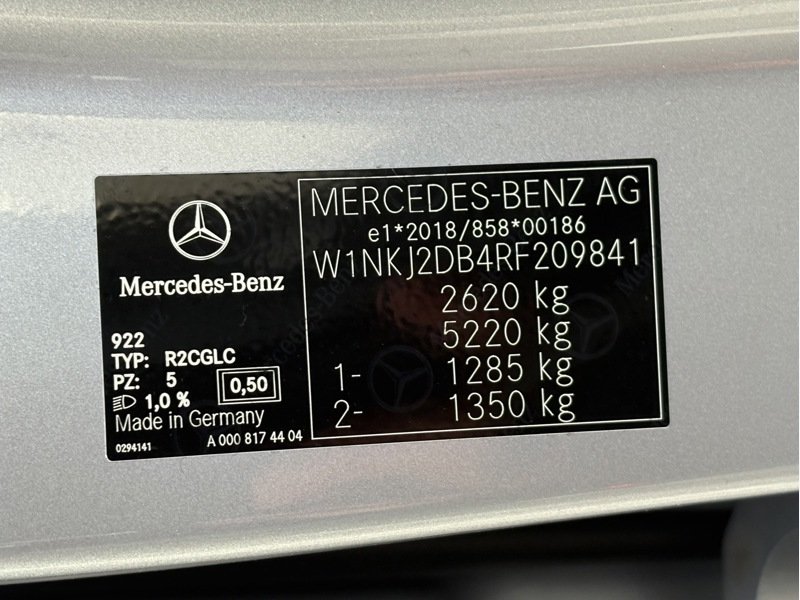 Mercedes-Benz
922
TYP: R2CGLC
PZ: 5
0,50
1,0 %
Made in Germany
0294141
A 000 817 44 04
MERCEDES-BENZ AG
e1*2018/858*00186
W1NKJ2DB4RF209841
2620 kg
5220 kg
1- 1285 kg
2- 1350 kg